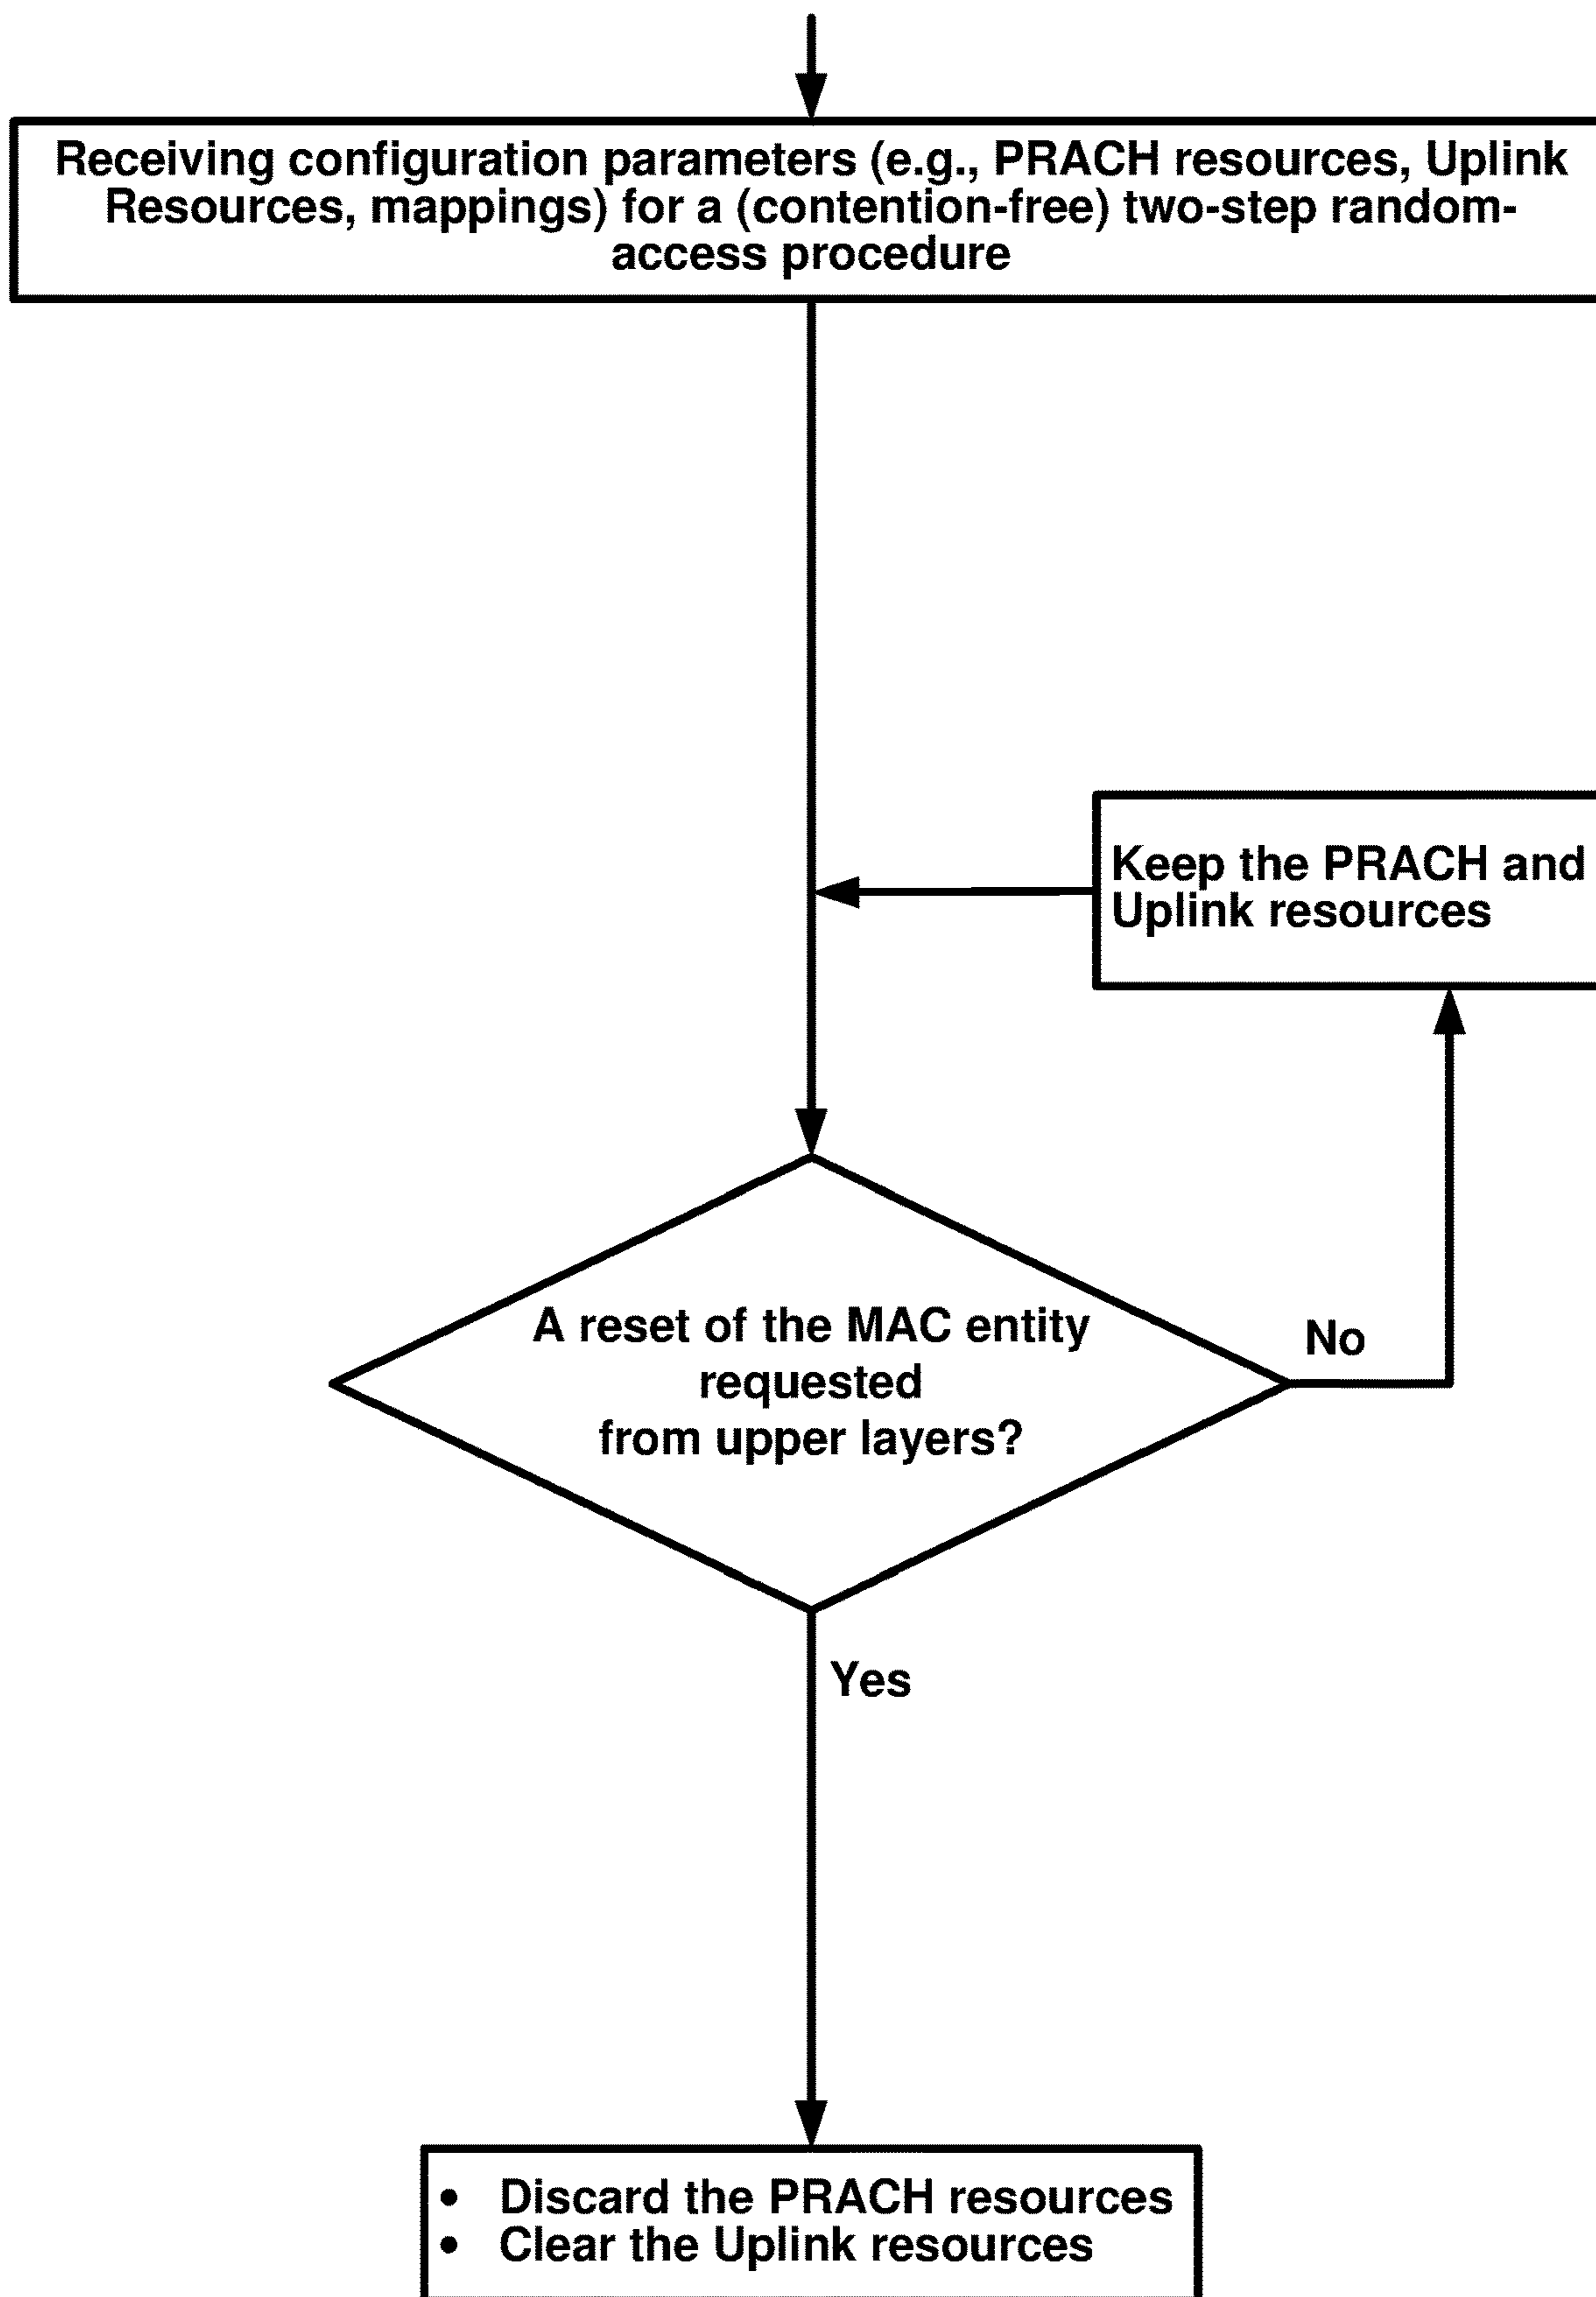 Receiving configuration parameters (e.g., PRACH resources, Uplink
Resources, mappings) for a (contention-free) two-step random-
access procedure
Keep the PRACH and
Uplink resources
A reset of the MAC entity
requested
from upper layers?
No
Yes
• Discard the PRACH resources
• Clear the Uplink resources